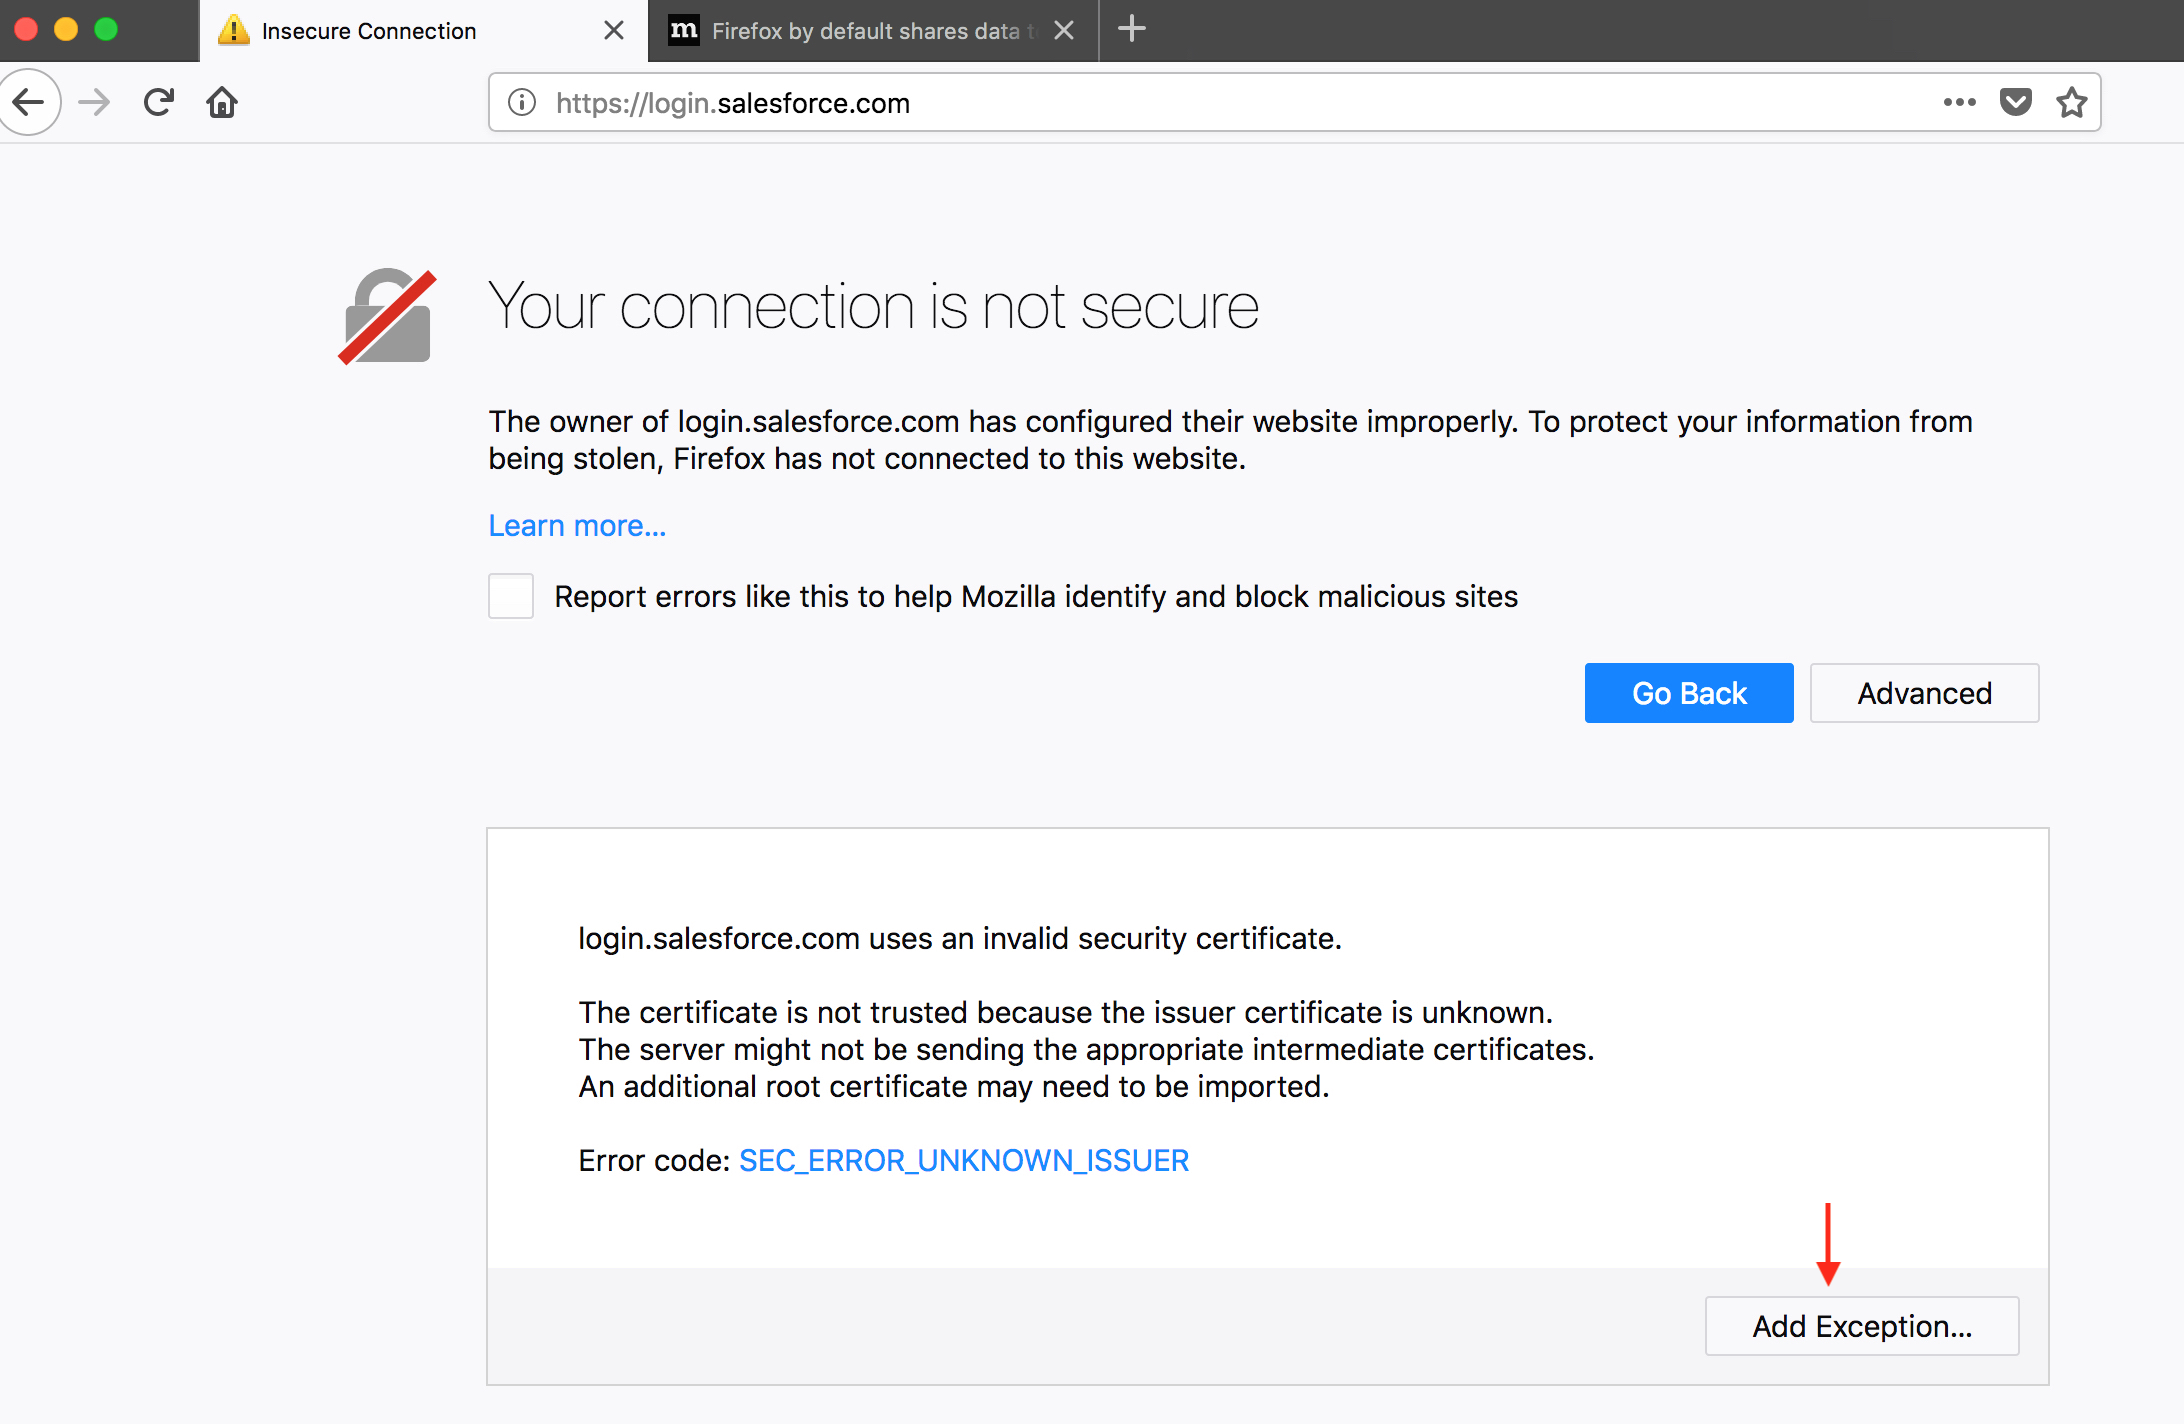 Insecure Connection
m Firefox by default shares data t
https://login.salesforce.com
Your connection is not secure
The owner of login.salesforce.com has configured their website improperly. To protect your information from
being stolen, Firefox has not connected to this website.
Learn more...
Report errors like this to help Mozilla identify and block malicious sites
Go Back
Advanced
login.salesforce.com uses an invalid security certificate.
The certificate is not trusted because the issuer certificate is unknown.
The server might not be sending the appropriate intermediate certificates.
An additional root certificate may need to be imported.
Error code: SEC_ERROR_UNKNOWN_ISSUER
Add Exception...